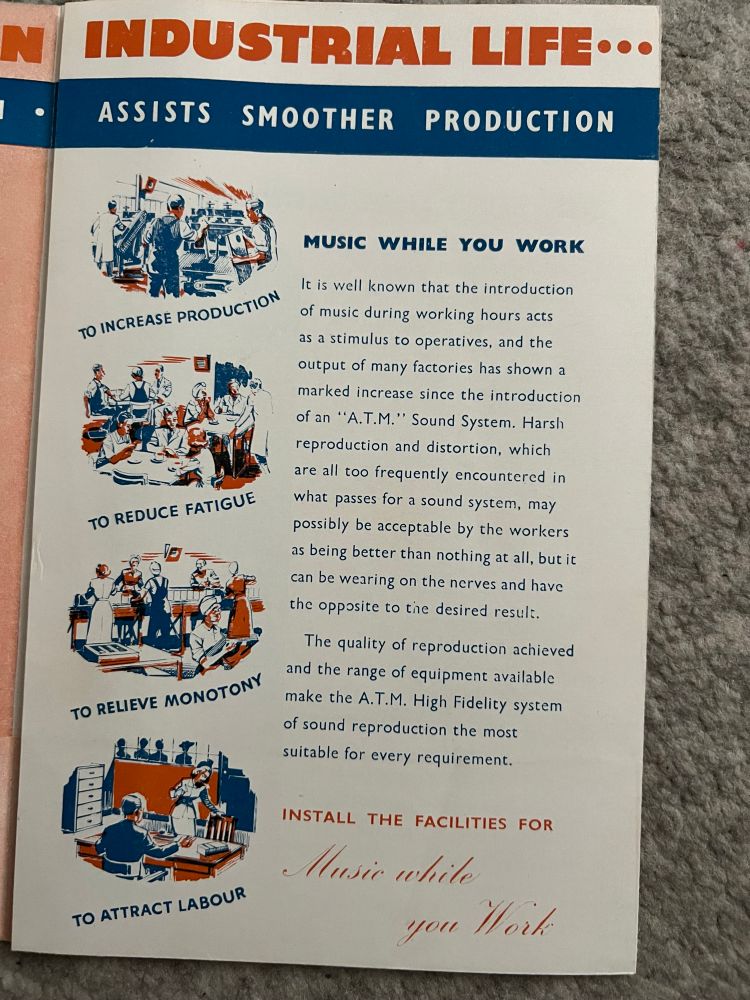 N INDUSTRIAL LIFE...
• ASSISTS SMOOTHER PRODUCTION
TO INCREASE PRODUCTION
TO REDUCE FATIGUE
TO RELIEVE MONOTONY
TO ATTRACT LABOUR
MUSIC WHILE YOU WORK
It is well known that the introduction
of music during working hours acts
as a stimulus to operatives, and the
output of many factories has shown a
marked increase since the introduction
of an "A.T.M." Sound System. Harsh
reproduction and distortion, which
are all too frequently encountered in
what passes for a sound system, may
possibly be acceptable by the workers
as being better than nothing at all, but it
can be wearing on the nerves and have
the opposite to the desired result.
The quality of reproduction achieved
and the range of equipment available
make the A.T.M. High Fidelity system
of sound reproduction the most
suitable for every requirement.
INSTALL THE FACILITIES FOR
Music while
you Work